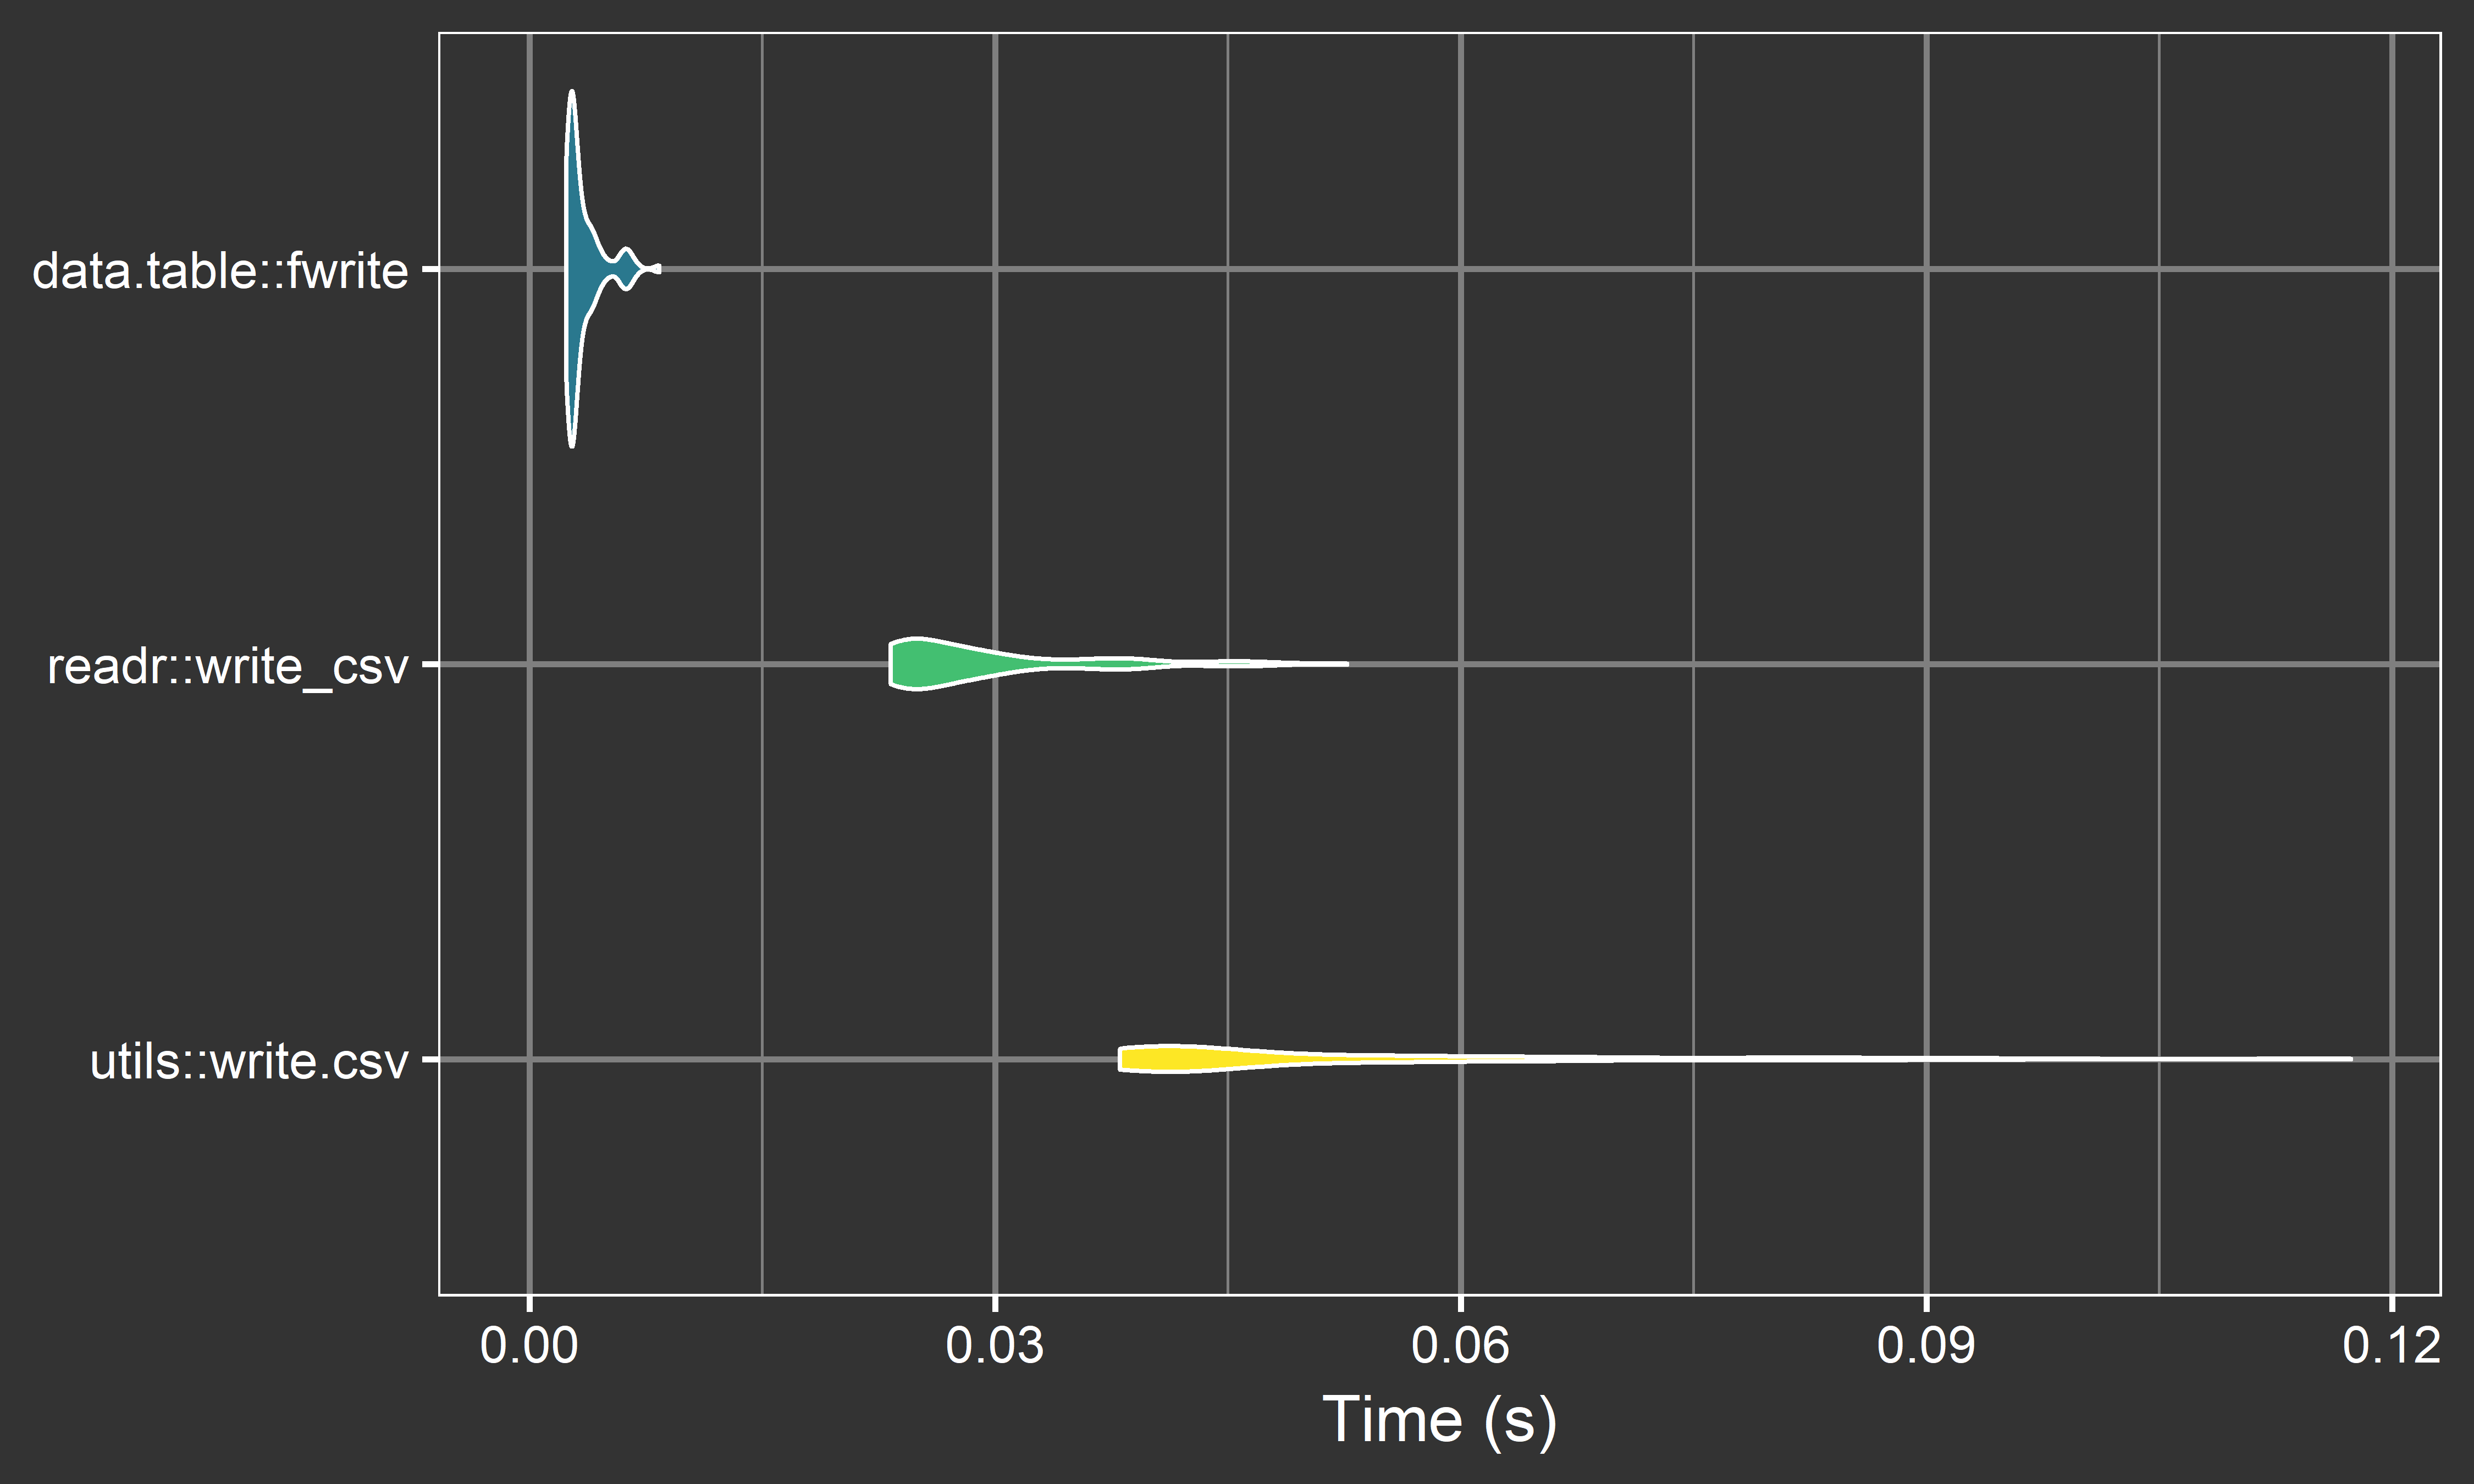 data.table::fwrite
readr::write_csv
utils::write.csv
0.00 0.03 0.06 0.09 0.12
Time (s)